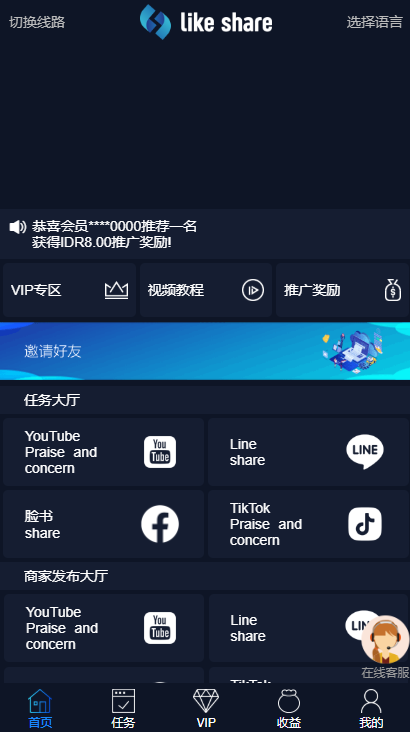 切换线路
like share
选择语言
恭喜会员****0000推荐一名
获得IDR8.00推广奖励!
VIP专区
视频教程
推广奖励
邀请好友
任务大厅
YouTube
Praise and
concern
You
Tube
Line
share
LINE
脸书
share
TikTok
Praise and
concern
商家发布大厅
YouTube
Praise and
concern
You
Tube
Line
share
在线客服
首页
任务
VIP
收益
我的